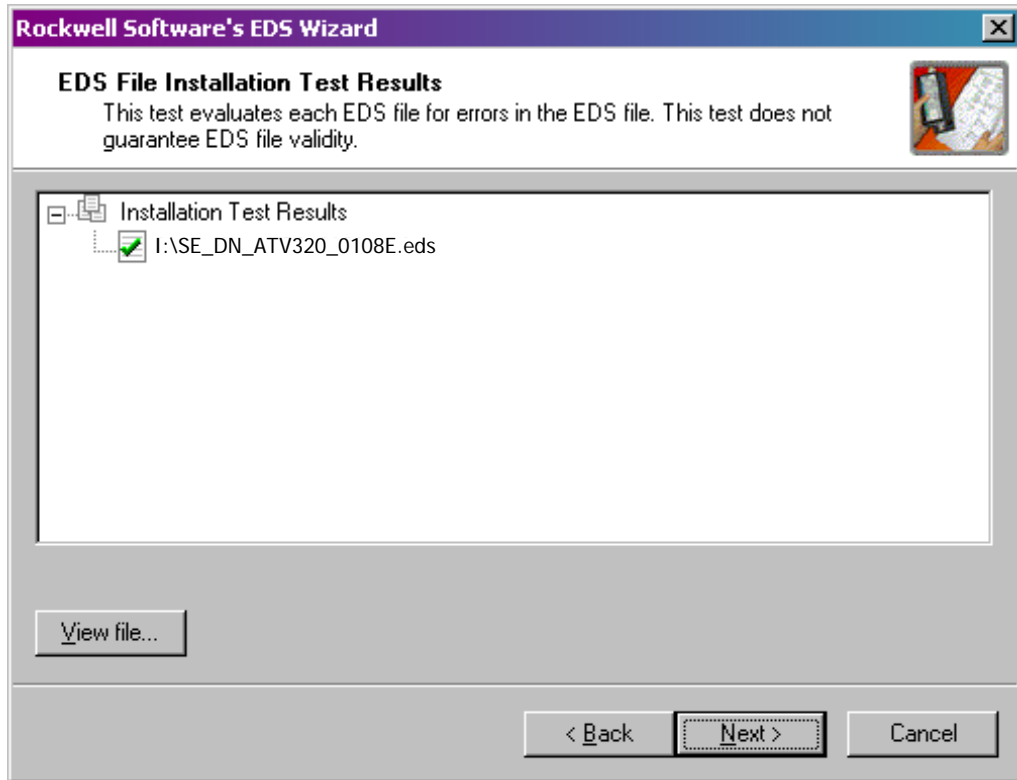 Rockwell Software's EDS Wizard
EDS File Installation Test Results
This test evaluates each EDS file for errors in the EDS file. This test does not
guarantee EDS file validity.
Installation Test Results
I:\SE_DN_ATV320_0108E.eds
View file...
< Back
Next >
Cancel